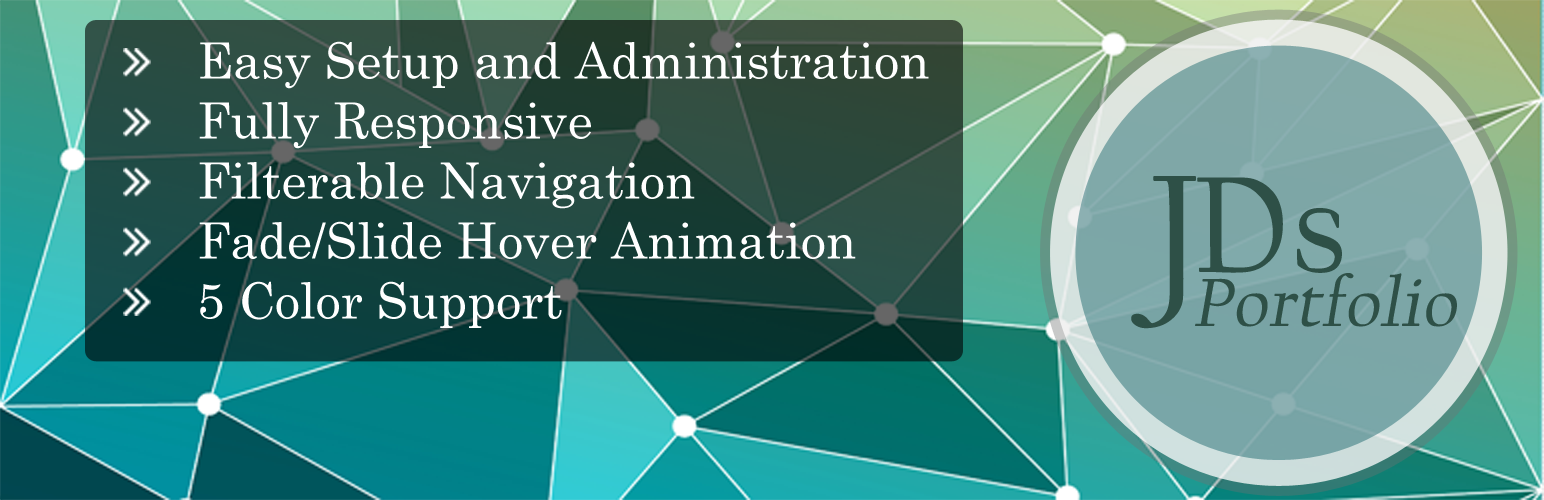 Easy Setup and Administration
Fully Responsive
Filterable Navigation
Fade/Slide Hover Animation
5 Color Support
JDs
Portfolio